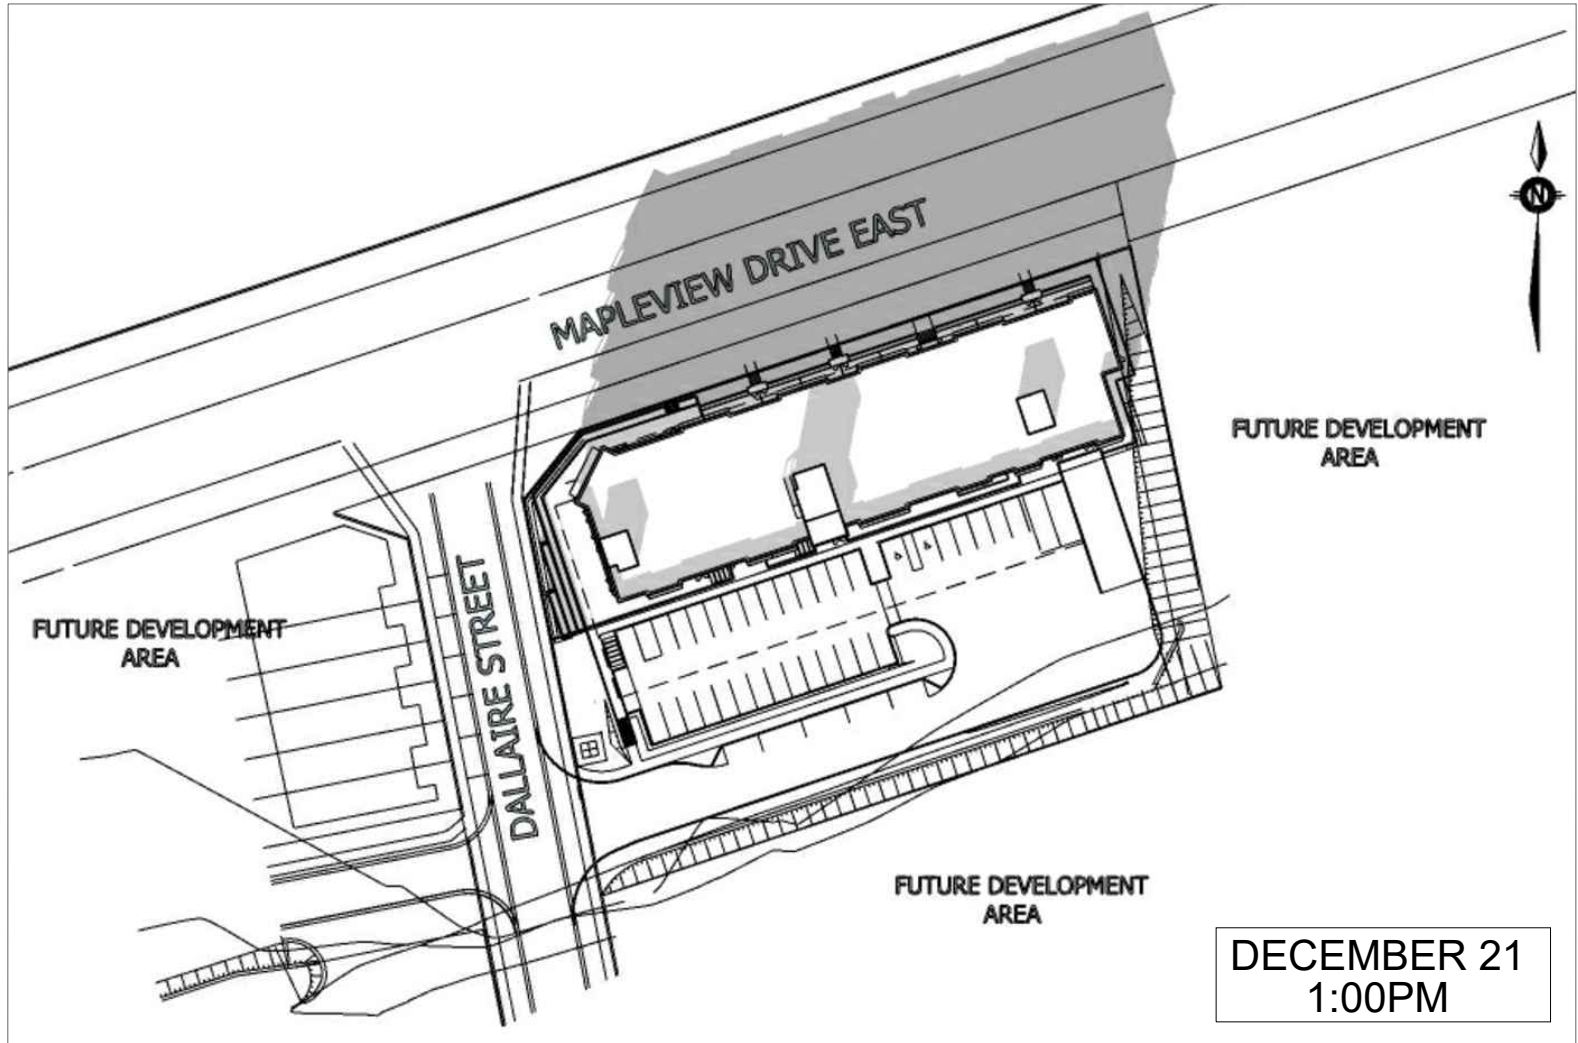 N
MAPLEVIEW DRIVE EAST
FUTURE DEVELOPMENT
AREA
FUTURE DEVELOPMENT
AREA
DALLAIRE STREET
FUTURE DEVELOPMENT
AREA
DECEMBER 21
1:00PM